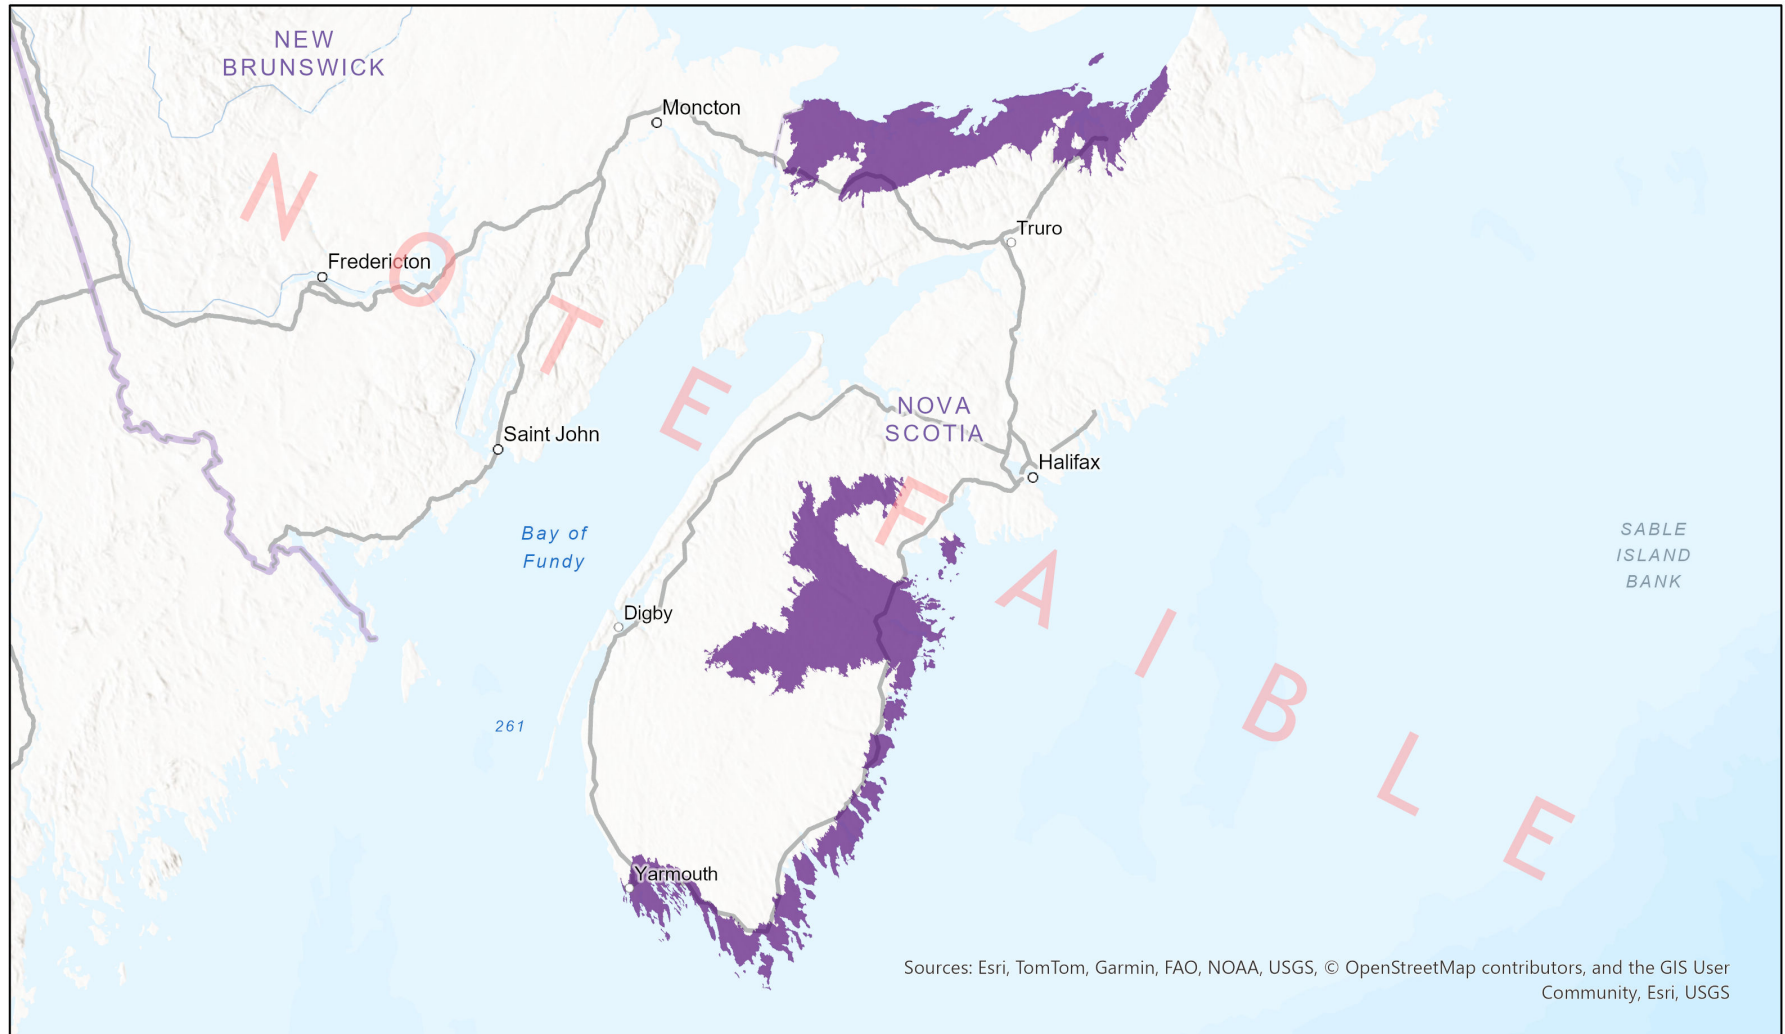 NEW
BRUNSWICK
Moncton
Truro
Fredericton
NOVA
SCOTIA
Saint John
Halifax
Bay of
Fundy
SABLE
ISLAND
BANK
Digby
261
Yarmouth
NOTE FAIBLE
Sources: Esri, TomTom, Garmin, FAO, NOAA, USGS, © OpenStreetMap contributors, and the GIS User
Community, Esri, USGS